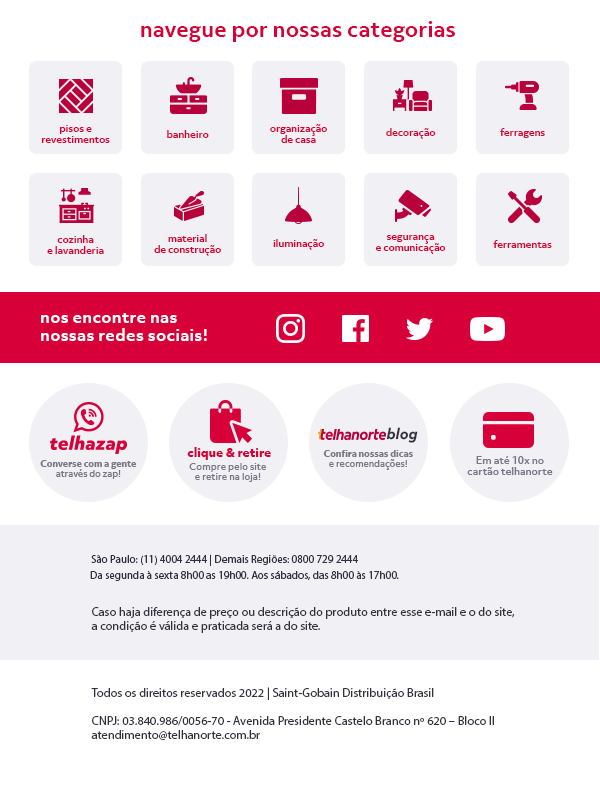 navegue por nossas categorias
pisos e
revestimentos
banheiro
organização
de casa
decoração
ferragens
cozinha
e lavanderia
material
de construção
iluminação
segurança
e comunicação
ferramentas
nos encontre nas
nossas redes sociais!
telhazap
Converse com a gente
através do zap!
clique & retire
Compre pelo site
e retire na loja!
telhanorteblog
Confira nossas dicas
e recomendações!
Em até 10x no
cartão telhanorte
São Paulo: (11) 4004 2444 | Demais Regiões: 0800 729 2444
Da segunda à sexta 8h00 as 19h00. Aos sábados, das 8h00 às 17h00.
Caso haja diferença de preço ou descrição do produto entre esse e-mail e o do site,
a condição é válida e praticada será a do site.
Todos os direitos reservados 2022 | Saint-Gobain Distribuição Brasil
CNPJ: 03.840.986/0056-70 - Avenida Presidente Castelo Branco nº 620 – Bloco II
atendimento@telhanorte.com.br